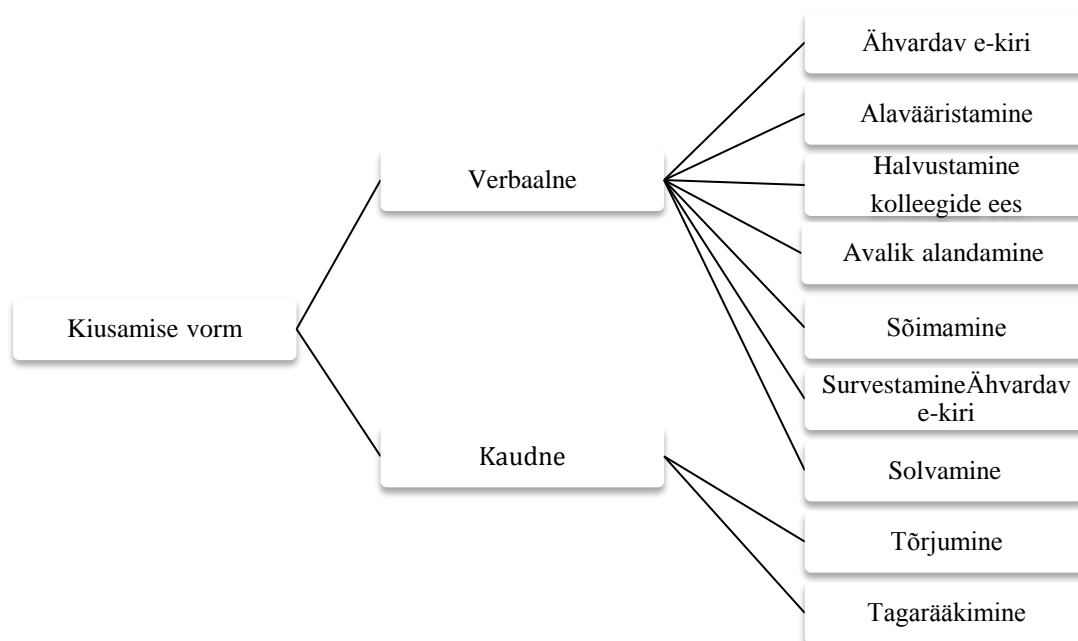 Ähvardav e-kiri
Alavääristamine
Verbaalne
Halvustamine
kolleegide ees
Avalik alandamine
Kiusamise vorm
Sõimamine
SurvestamineÄhvardav
e-kiri
Kaudne
Solvamine
Tõrjumine
Tagarääkimine